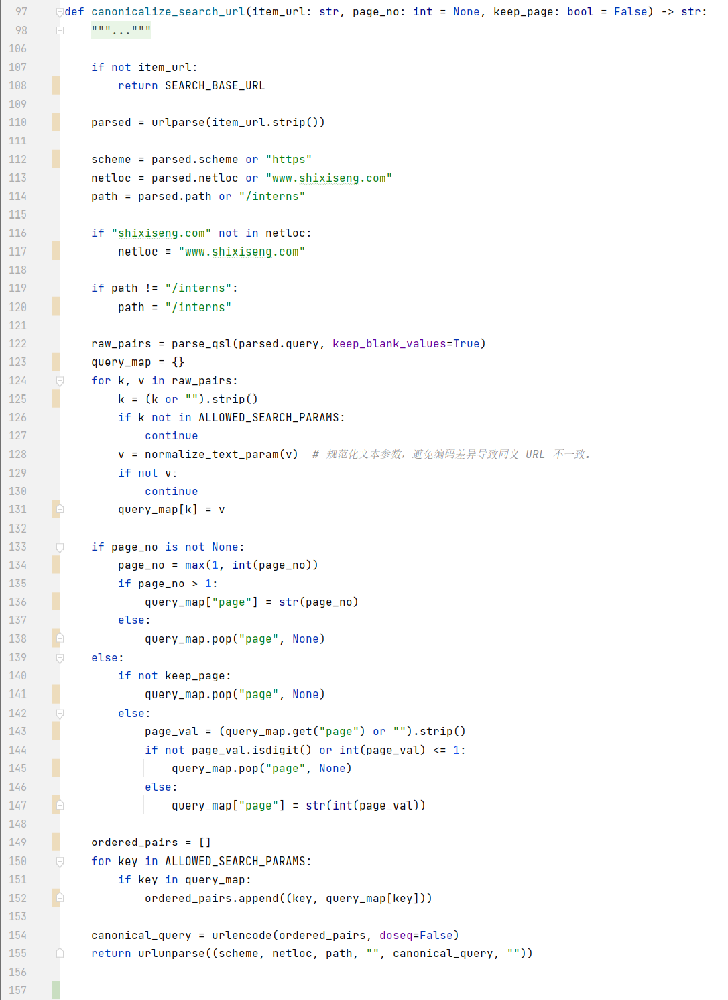 97 def canonicalize_search_url(item_url: str, page_no: int = None, keep_page: bool = False) -> str:
98     """..."""
106
107     if not item_url:
108         return SEARCH_BASE_URL
109
110     parsed = urlparse(item_url.strip())
111
112     scheme = parsed.scheme or "https"
113     netloc = parsed.netloc or "www.shixiseng.com"
114     path = parsed.path or "/interns"
115
116     if "shixiseng.com" not in netloc:
117         netloc = "www.shixiseng.com"
118
119     if path != "/interns":
120         path = "/interns"
121
122     raw_pairs = parse_qsl(parsed.query, keep_blank_values=True)
123     query_map = {}
124     for k, v in raw_pairs:
125         k = (k or "").strip()
126         if k not in ALLOWED_SEARCH_PARAMS:
127             continue
128         v = normalize_text_param(v)  # 规范化文本参数，避免编码差异导致同义 URL 不一致。
129         if not v:
130             continue
131         query_map[k] = v
132
133     if page_no is not None:
134         page_no = max(1, int(page_no))
135         if page_no > 1:
136             query_map["page"] = str(page_no)
137         else:
138             query_map.pop("page", None)
139     else:
140         if not keep_page:
141             query_map.pop("page", None)
142         else:
143             page_val = (query_map.get("page") or "").strip()
144             if not page_val.isdigit() or int(page_val) <= 1:
145                 query_map.pop("page", None)
146             else:
147                 query_map["page"] = str(int(page_val))
148
149     ordered_pairs = []
150     for key in ALLOWED_SEARCH_PARAMS:
151         if key in query_map:
152             ordered_pairs.append((key, query_map[key]))
153
154     canonical_query = urlencode(ordered_pairs, doseq=False)
155     return urlunparse((scheme, netloc, path, "", canonical_query, ""))
156
157